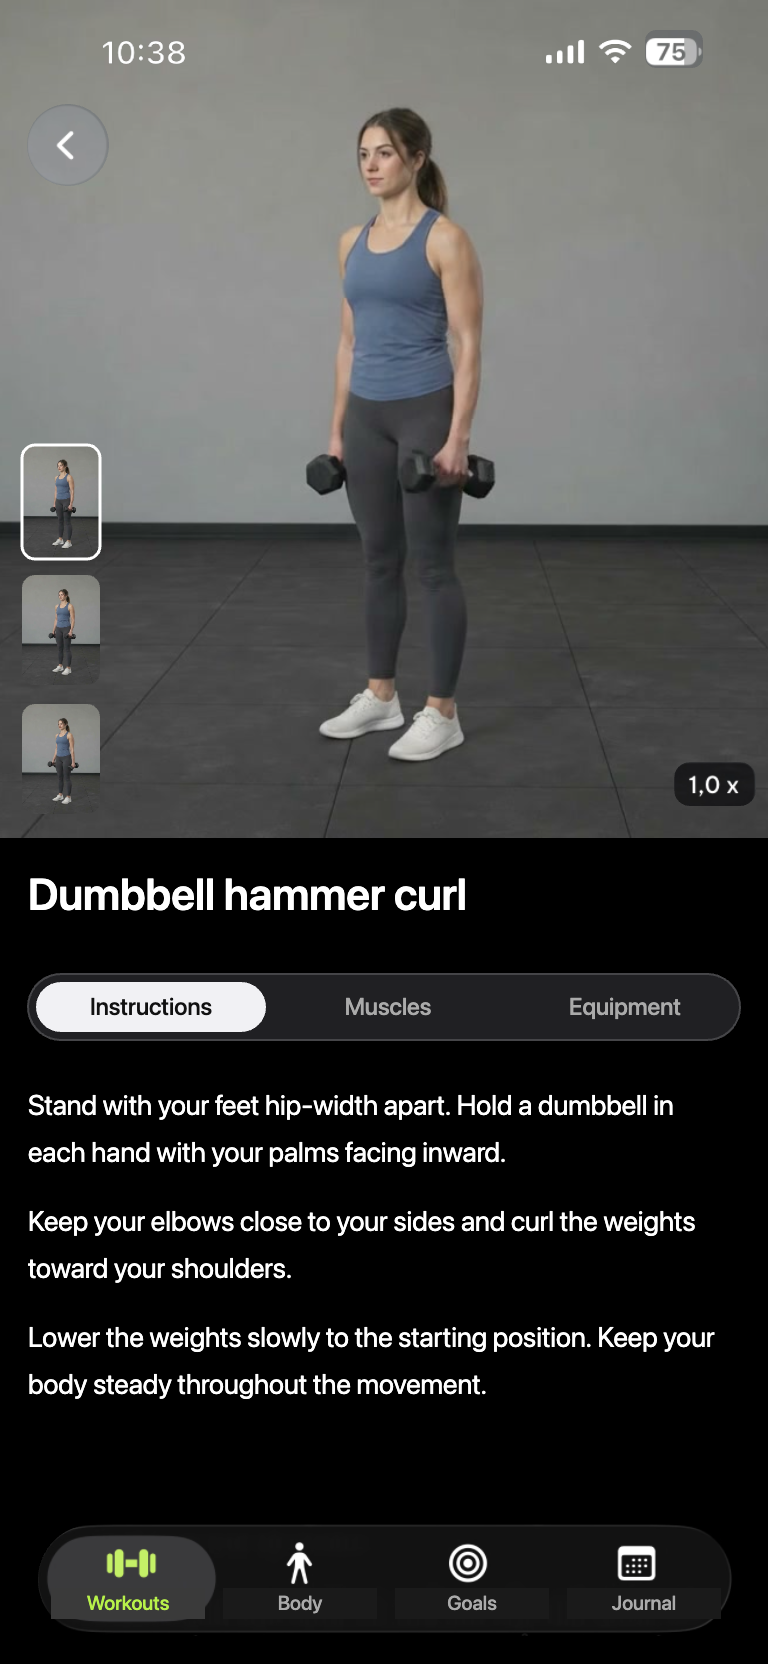 10:38
75
1,0 x
Dumbbell hammer curl
Instructions
Muscles
Equipment
Stand with your feet hip-width apart. Hold a dumbbell in
each hand with your palms facing inward.
Keep your elbows close to your sides and curl the weights
toward your shoulders.
Lower the weights slowly to the starting position. Keep your
body steady throughout the movement.
Workouts
Body
Goals
Journal